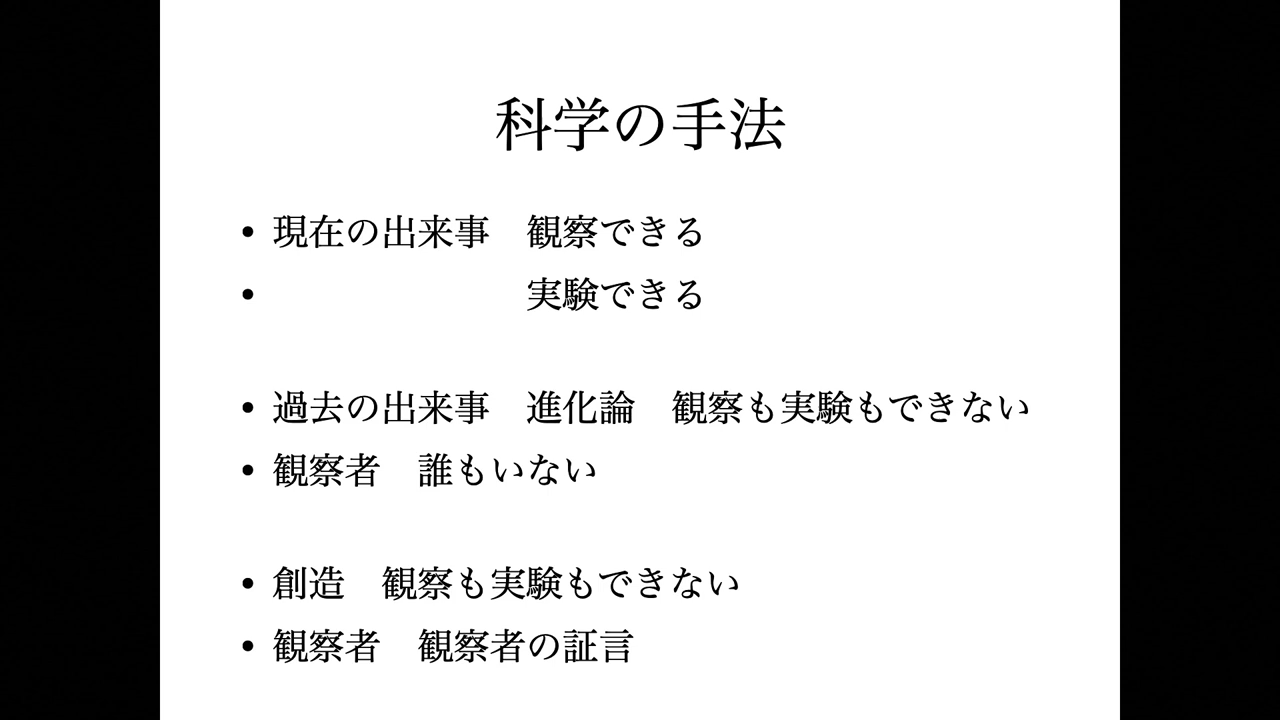 科学の手法
• 現在の出来事　観察できる
• 　　　　　　　実験できる
• 過去の出来事　進化論　観察も実験もできない
• 観察者　誰もいない
• 創造　観察も実験もできない
• 観察者　観察者の証言